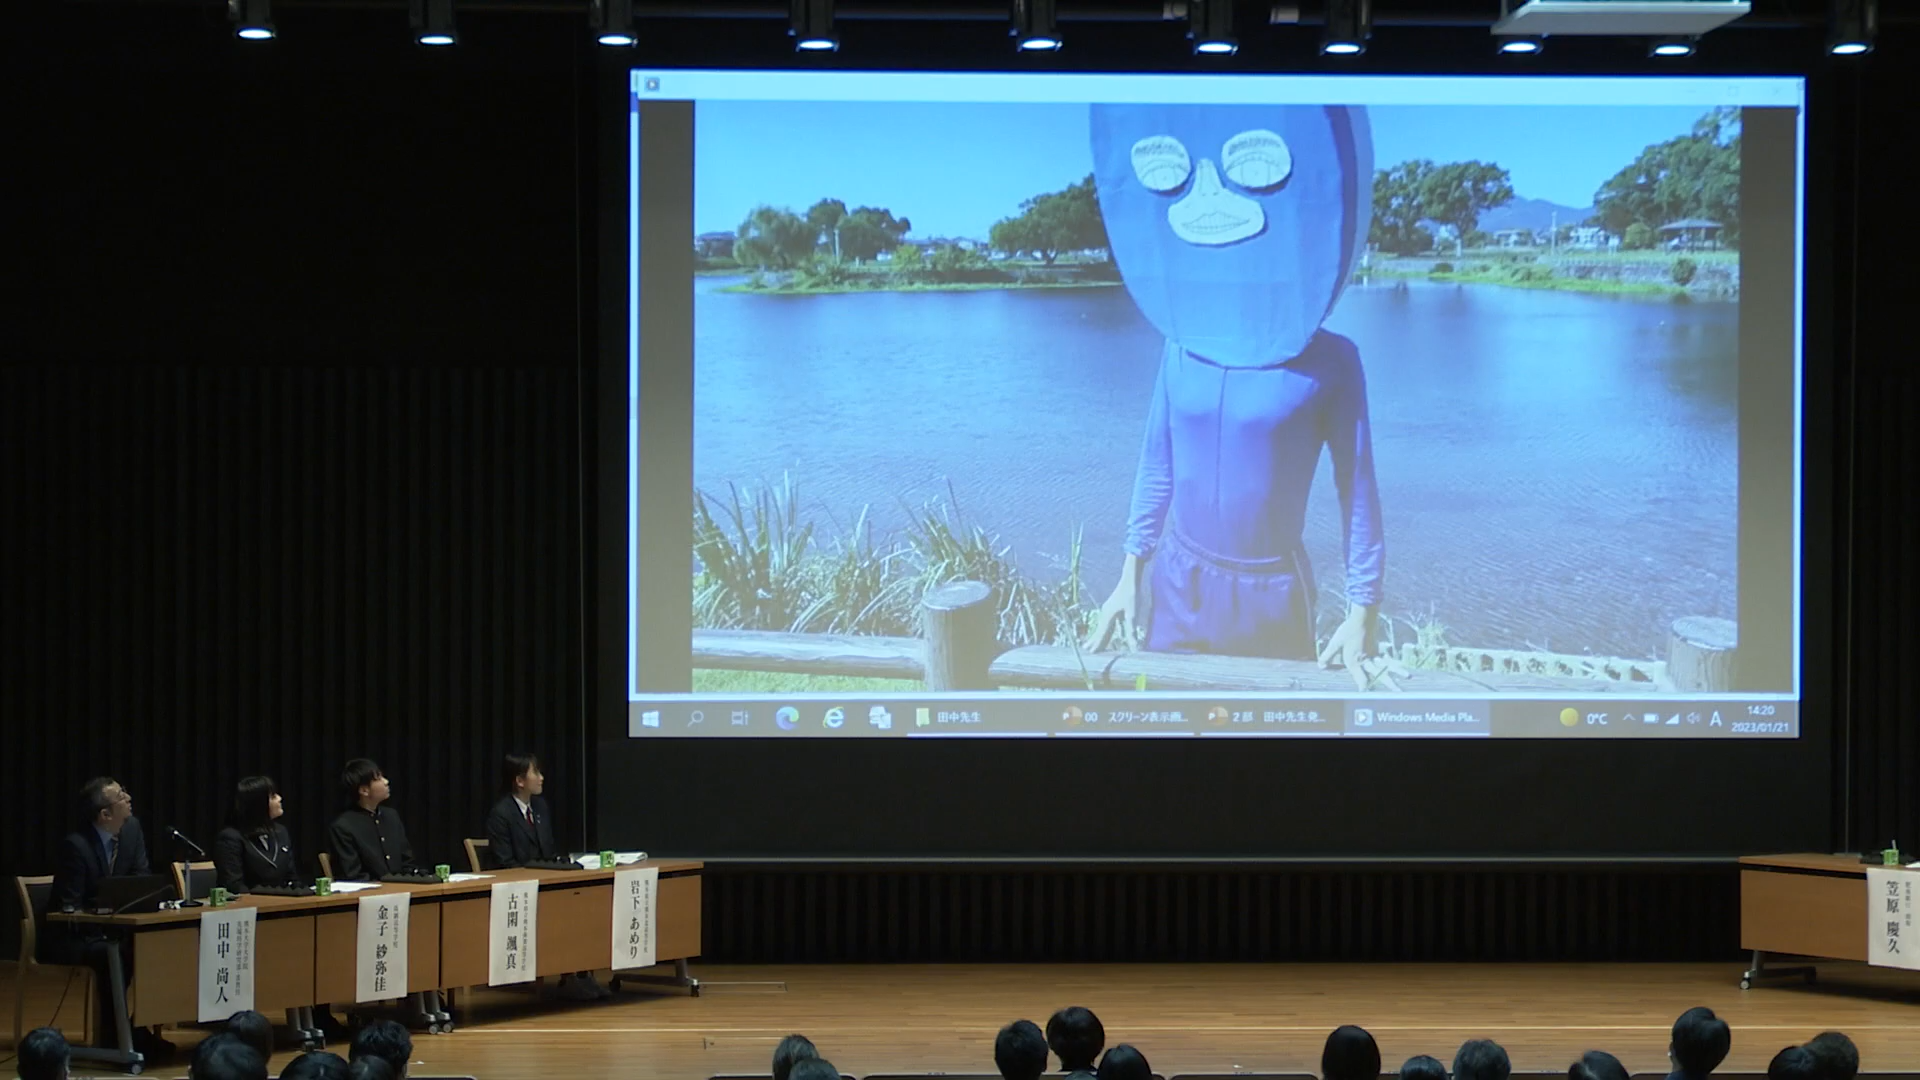 田中先生
00 スクリーン表示画...
2部 田中先生発...
Windows Media Pla...
0°C
A
14:20
2023/01/21
田中 尚人
金子 紗弥佳
古閑 颯真
岩下 あめり
笠原 慶久